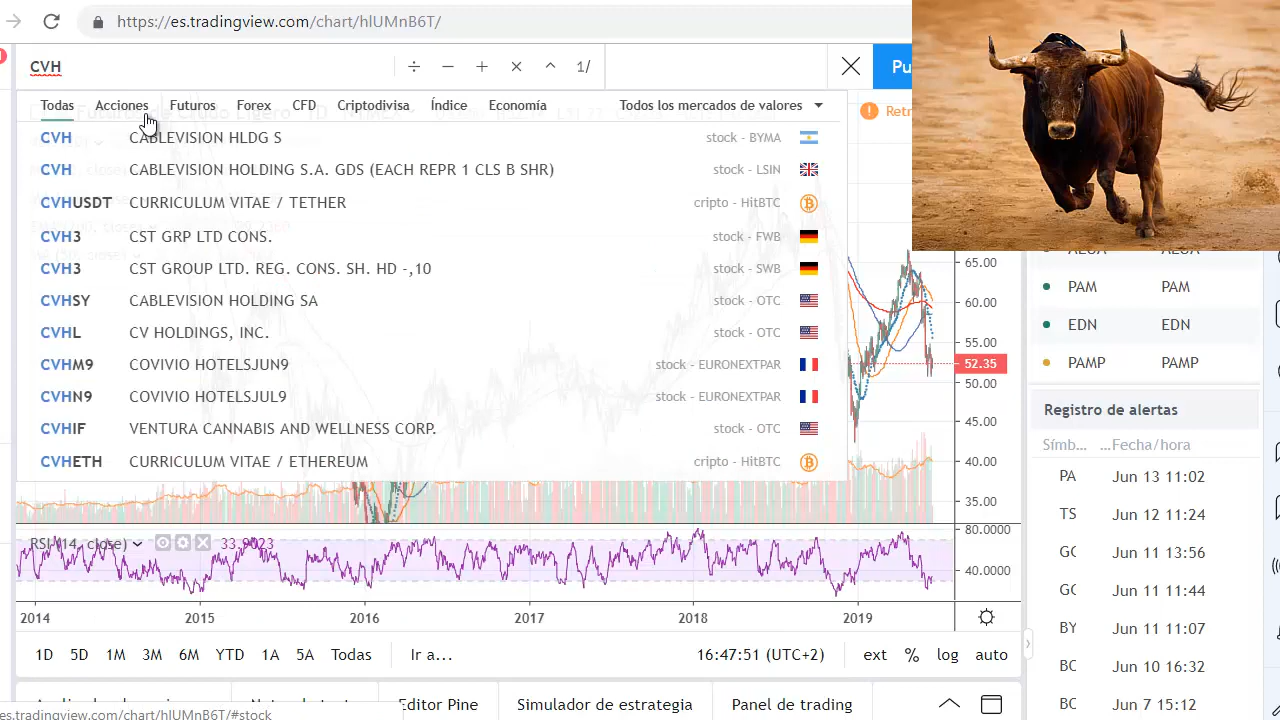 https://es.tradingview.com/chart/hlUMnB6T/
CVH
÷ − + × ^ 1/
Pu
Todas Acciones Futuros Forex CFD Criptodivisa Índice Economía Todos los mercados de valores
Retr
CVH CABLEVISION HLDG S stock - BYMA
CVH CABLEVISION HOLDING S.A. GDS (EACH REPR 1 CLS B SHR) stock - LSIN
CVHUSDT CURRICULUM VITAE / TETHER cripto - HitBTC
CVH3 CST GRP LTD CONS. stock - FWB
CVH3 CST GROUP LTD. REG. CONS. SH. HD -,10 stock - SWB
CVHSY CABLEVISION HOLDING SA stock - OTC
CVHL CV HOLDINGS, INC. stock - OTC
CVHM9 COVIVIO HOTELSJUN9 stock - EURONEXTPAR
CVHN9 COVIVIO HOTELSJUL9 stock - EURONEXTPAR
CVHIF VENTURA CANNABIS AND WELLNESS CORP. stock - OTC
CVHETH CURRICULUM VITAE / ETHEREUM cripto - HitBTC
65.00
60.00
55.00
52.35
50.00
45.00
40.00
35.00
80.0000
40.0000
RSI (14, close)
2014 2015 2016 2017 2018 2019
1D 5D 1M 3M 6M YTD 1A 5A Todas Ir a... 16:47:51 (UTC+2) ext % log auto
Editor Pine Simulador de estrategia Panel de trading
es.tradingview.com/chart/hlUMnB6T/#stock
PAM PAM
EDN EDN
PAMP PAMP
Registro de alertas
Símb... ...Fecha/hora
PA Jun 13 11:02
TS Jun 12 11:24
GC Jun 11 13:56
GC Jun 11 11:44
BY Jun 11 11:07
BC Jun 10 16:32
BC Jun 7 15:12